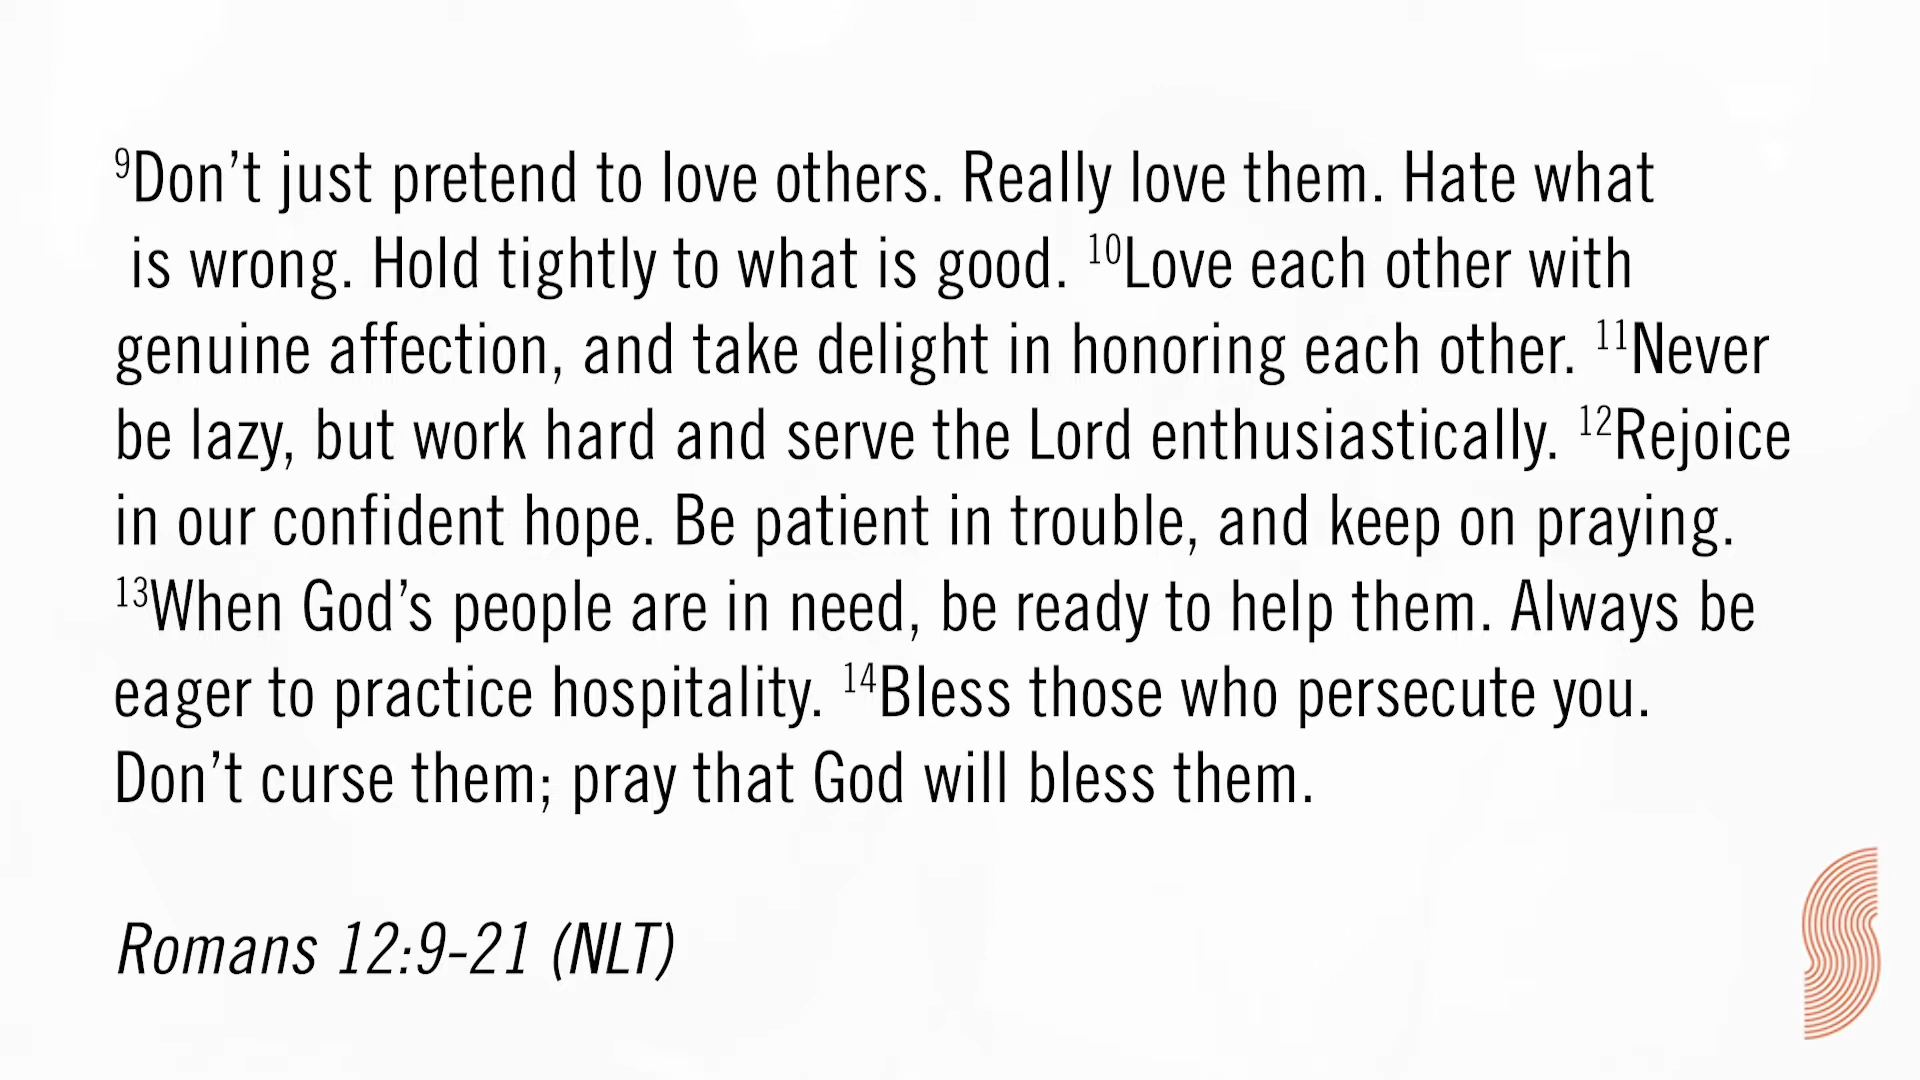 ⁹Don’t just pretend to love others. Really love them. Hate what
is wrong. Hold tightly to what is good. ¹⁰Love each other with
genuine affection, and take delight in honoring each other. ¹¹Never
be lazy, but work hard and serve the Lord enthusiastically. ¹²Rejoice
in our confident hope. Be patient in trouble, and keep on praying.
¹³When God’s people are in need, be ready to help them. Always be
eager to practice hospitality. ¹⁴Bless those who persecute you.
Don’t curse them; pray that God will bless them.
Romans 12:9-21 (NLT)